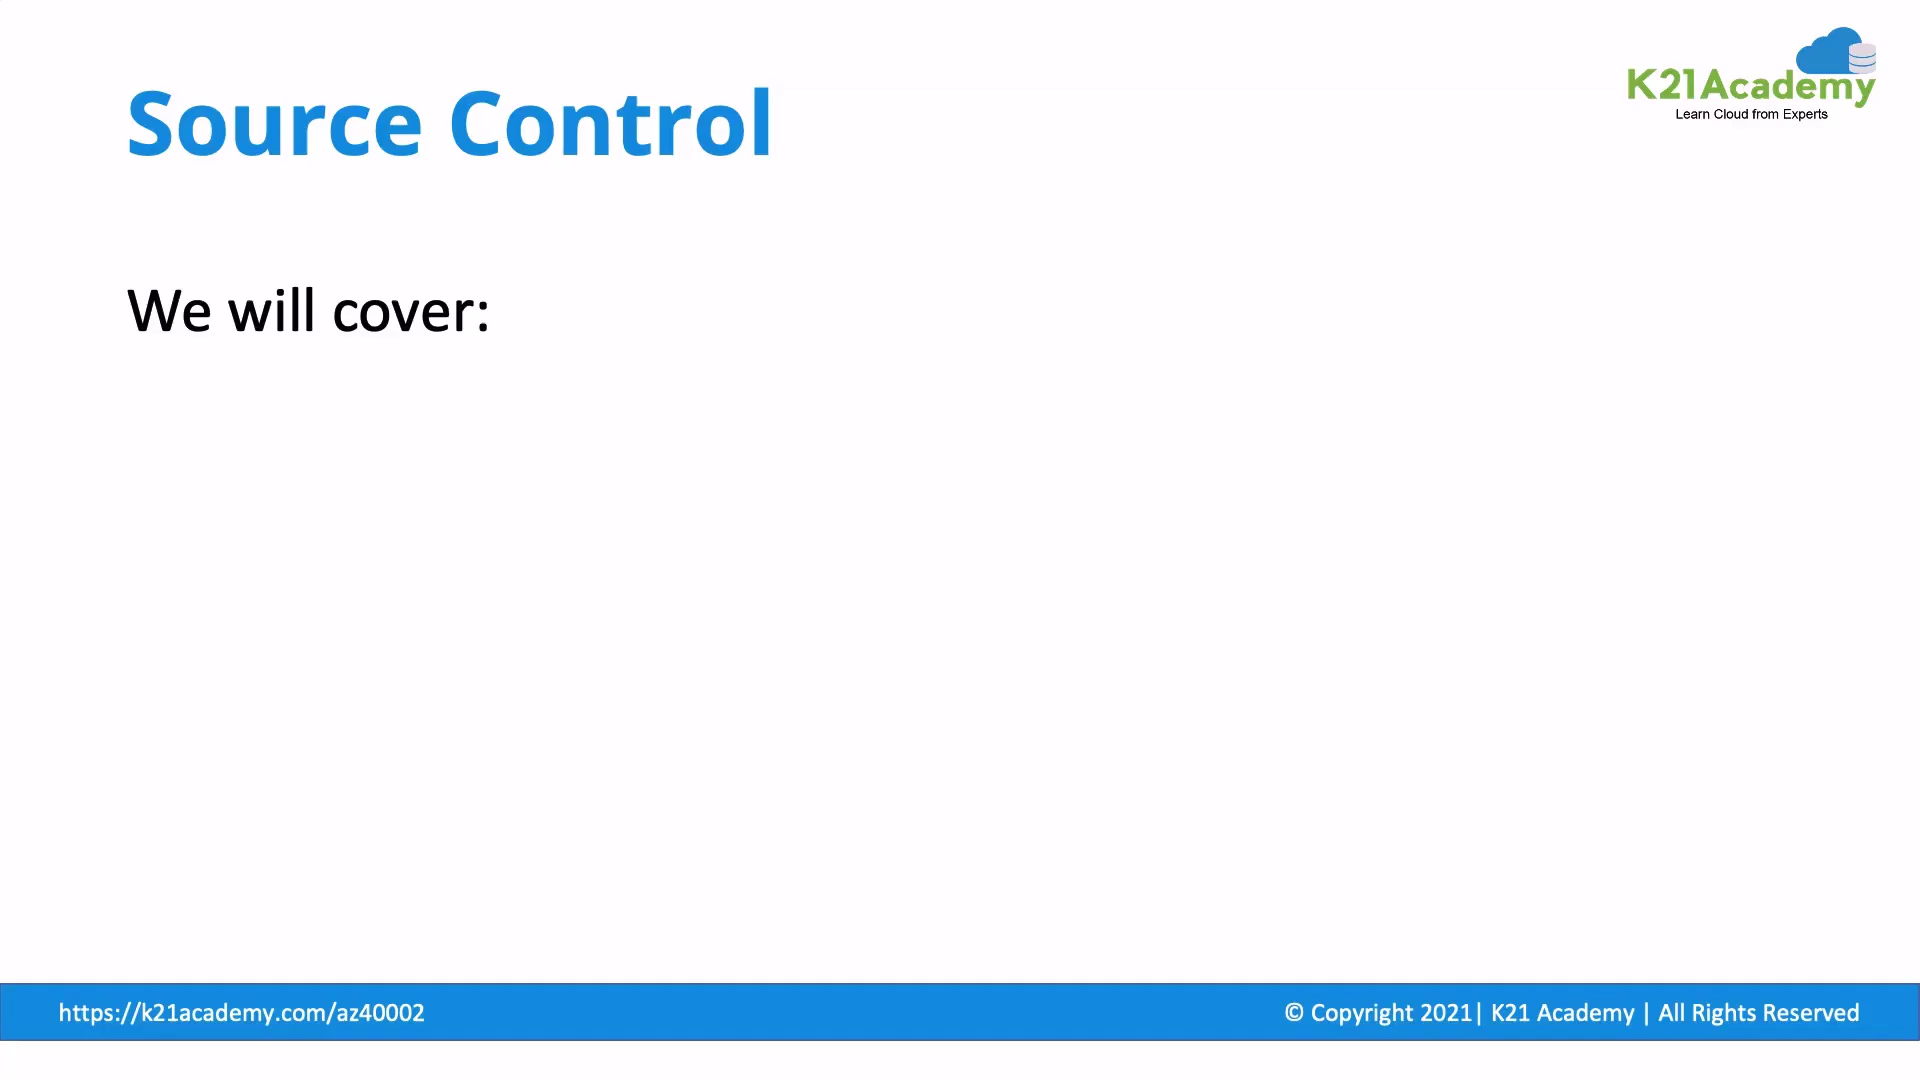 K21Academy
Learn Cloud from Experts
Source Control
We will cover:
https://k21academy.com/az40002
© Copyright 2021| K21 Academy | All Rights Reserved